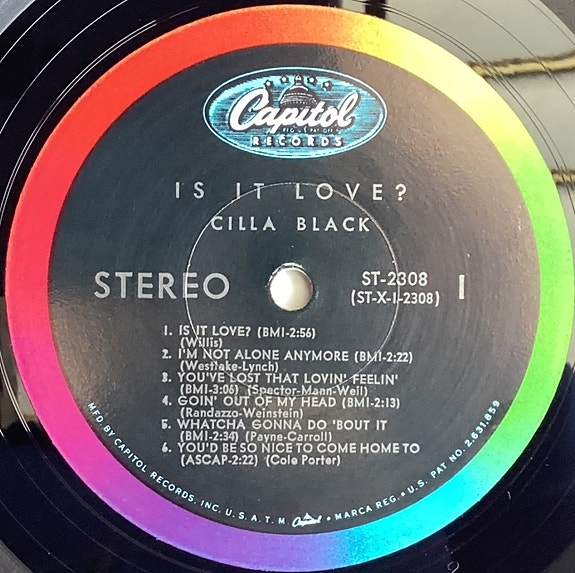 Capitol
REG. U.S. PAT. OFF.
RECORDS
IS IT LOVE?
CILLA BLACK
STEREO
ST-2308
(ST-X-1-2308)
1
1. IS IT LOVE? (BMI-2:56)
(Willis)
2. I'M NOT ALONE ANYMORE (BMI-2:22)
(Westlake-Lynch)
3. YOU'VE LOST THAT LOVIN' FEELIN'
(BMI-3:06) (Spector-Mann-Weil)
4. GOIN' OUT OF MY HEAD (BMI-2:13)
(Randazzo-Weinstein)
5. WHATCHA GONNA DO 'BOUT IT
(BMI-2:34) (Payne-Carroll)
6. YOU'D BE SO NICE TO COME HOME TO
(ASCAP-2:22) (Cole Porter)
MFD. BY CAPITOL RECORDS, INC. U.S.A. T.M. Capitol • MARCA REG. • U.S. PAT. NO. 2,631,859